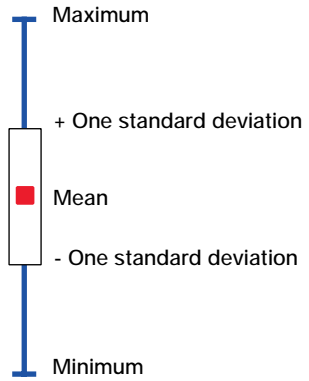 Maximum
+ One standard deviation
Mean
- One standard deviation
Minimum